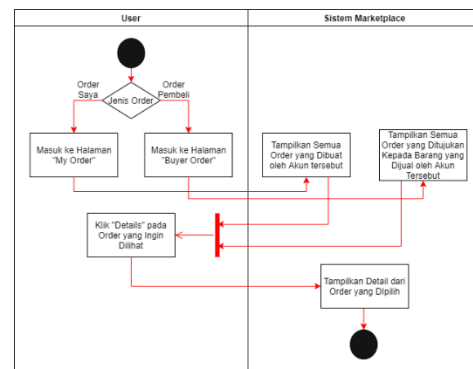 User
Sistem Marketplace
Order
Saya
Order
Pembeli
Jenis Order
Masuk ke Halaman
"My Order"
Masuk ke Halaman
"Buyer Order"
Tampilkan Semua
Order yang Dibuat
oleh Akun tersebut
Tampilkan Semua
Order yang Ditujukan
Kepada Barang yang
Dijual oleh Akun
Tersebut
Klik "Details" pada
Order yang Ingin
Dilihat
Tampilkan Detail dari
Order yang DIpilih